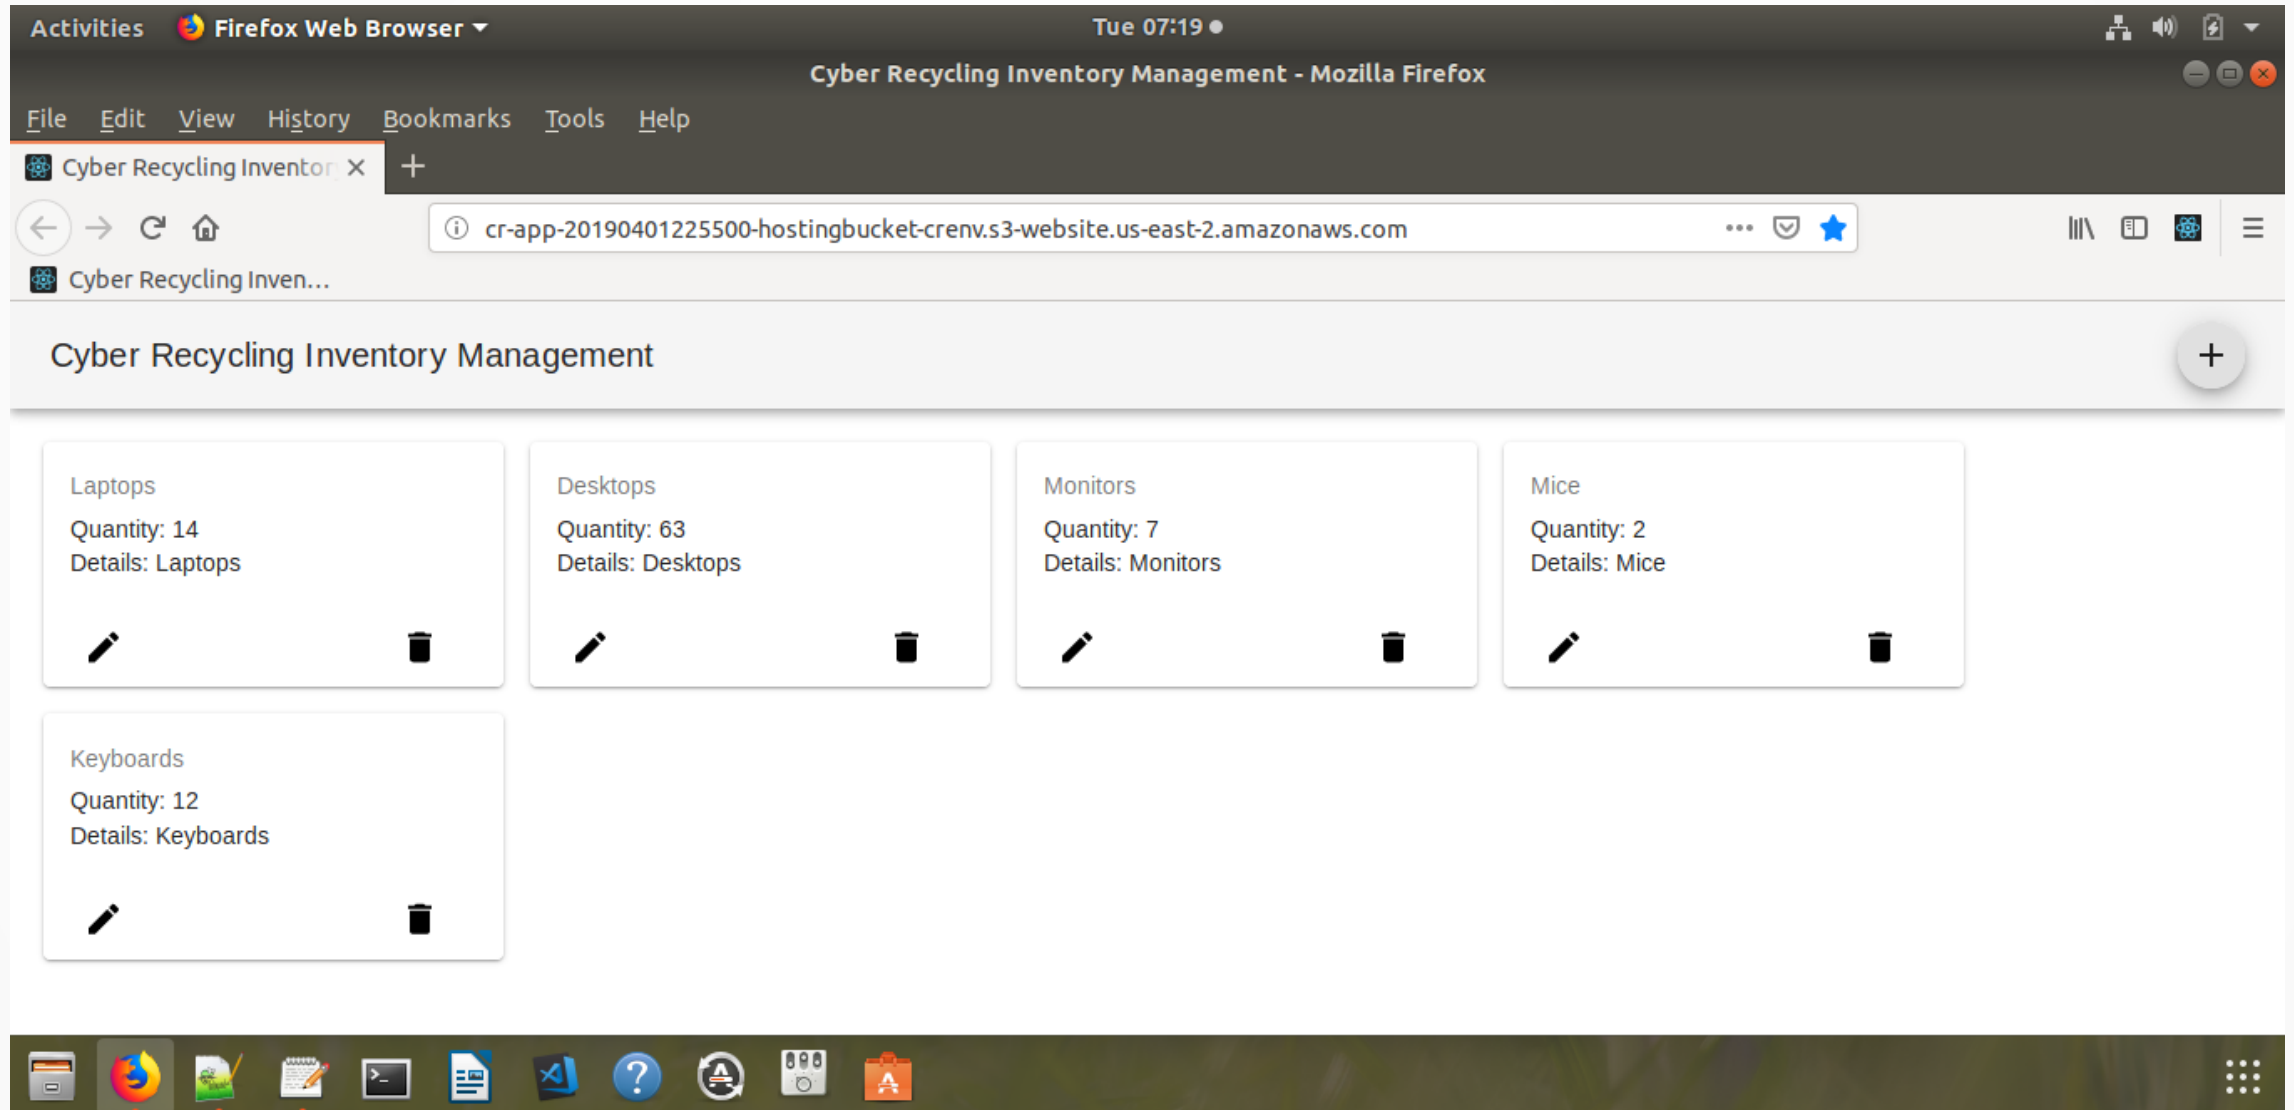 Activities Firefox Web Browser Tue 07:19
Cyber Recycling Inventory Management - Mozilla Firefox
File Edit View History Bookmarks Tools Help
Cyber Recycling Inventor
cr-app-20190401225500-hostingbucket-crenv.s3-website.us-east-2.amazonaws.com
Cyber Recycling Inven...
Cyber Recycling Inventory Management
Laptops
Quantity: 14
Details: Laptops
Desktops
Quantity: 63
Details: Desktops
Monitors
Quantity: 7
Details: Monitors
Mice
Quantity: 2
Details: Mice
Keyboards
Quantity: 12
Details: Keyboards